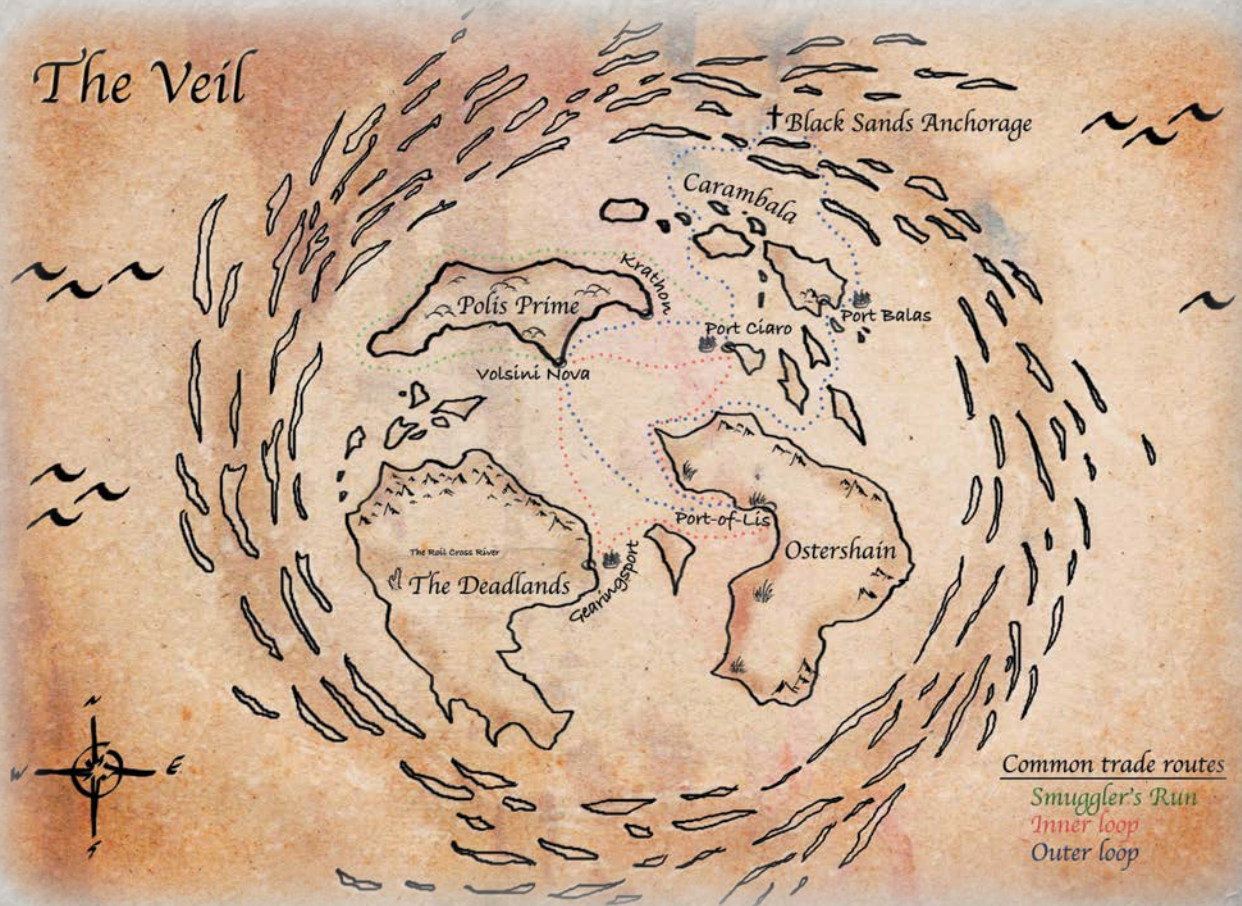 The Veil
Black Sands Anchorage
Carambala
Krathon
Polis Prime
Port Balas
Port Ciaro
Volsini Nova
Port-of-Lis
The Roil Cross River
Ostershain
The Deadlands
Gearingsport
N
W
E
S
Common trade routes
Smuggler's Run
Inner loop
Outer loop